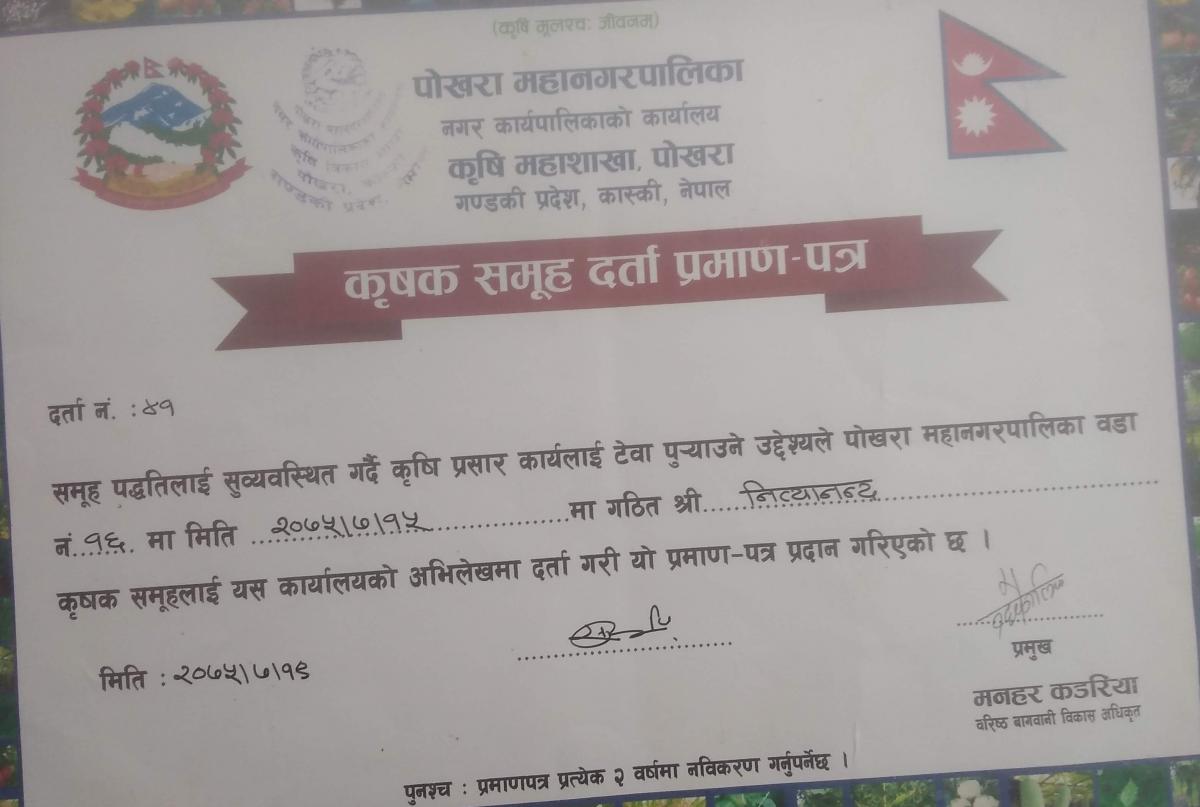 (कृषि मूलश्च: जीवनम)
पोखरा महानगरपालिका
नगर कार्यपालिकाको कार्यालय
कृषि महाशाखा, पोखरा
गण्डकी प्रदेश, कास्की, नेपाल
कृषक समूह दर्ता प्रमाण-पत्र
दर्ता नं. : ४१
समूह पद्धतिलाई सुव्यवस्थित गर्दै कृषि प्रसार कार्यलाई टेवा पुऱ्याउने उद्देश्यले पोखरा महानगरपालिका वडा
नं. १६. मा मिति ...२०७५|७|१५...................मा गठित श्री.....नित्यानन्द........................................
कृषक समूहलाई यस कार्यालयको अभिलेखमा दर्ता गरी यो प्रमाण-पत्र प्रदान गरिएको छ ।
मिति : २०७५|७|१९
प्रमुख
मनहर कडरिया
वरिष्ठ बागवानी विकास अधिकृत
पुनश्च : प्रमाणपत्र प्रत्येक २ वर्षमा नविकरण गर्नुपर्नेछ ।